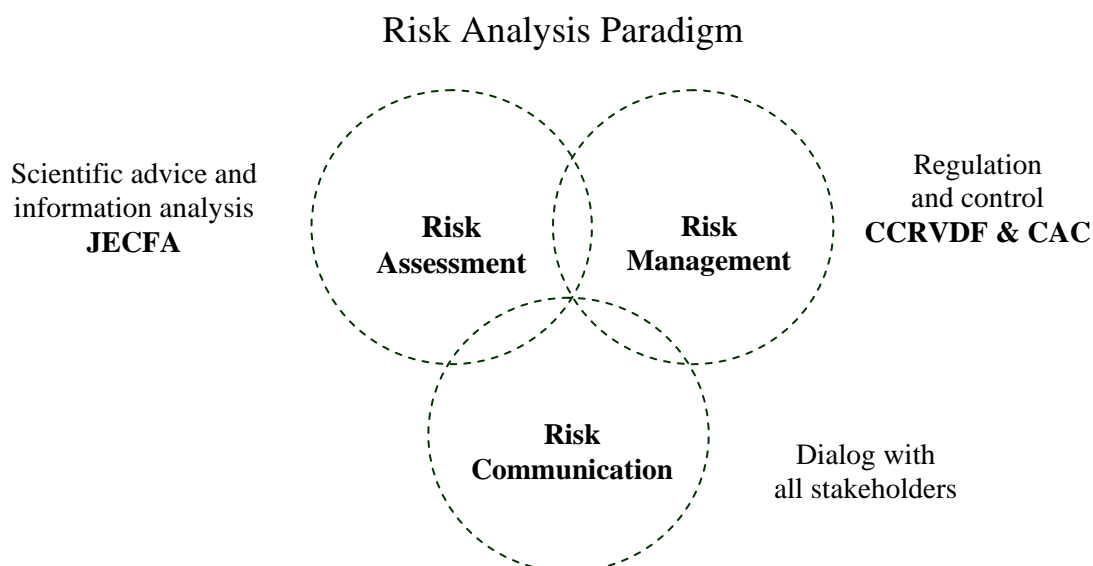 Risk Analysis Paradigm
Scientific advice and
information analysis
JECFA
Risk
Assessment
Risk
Management
Regulation
and control
CCRVDF & CAC
Risk
Communication
Dialog with
all stakeholders